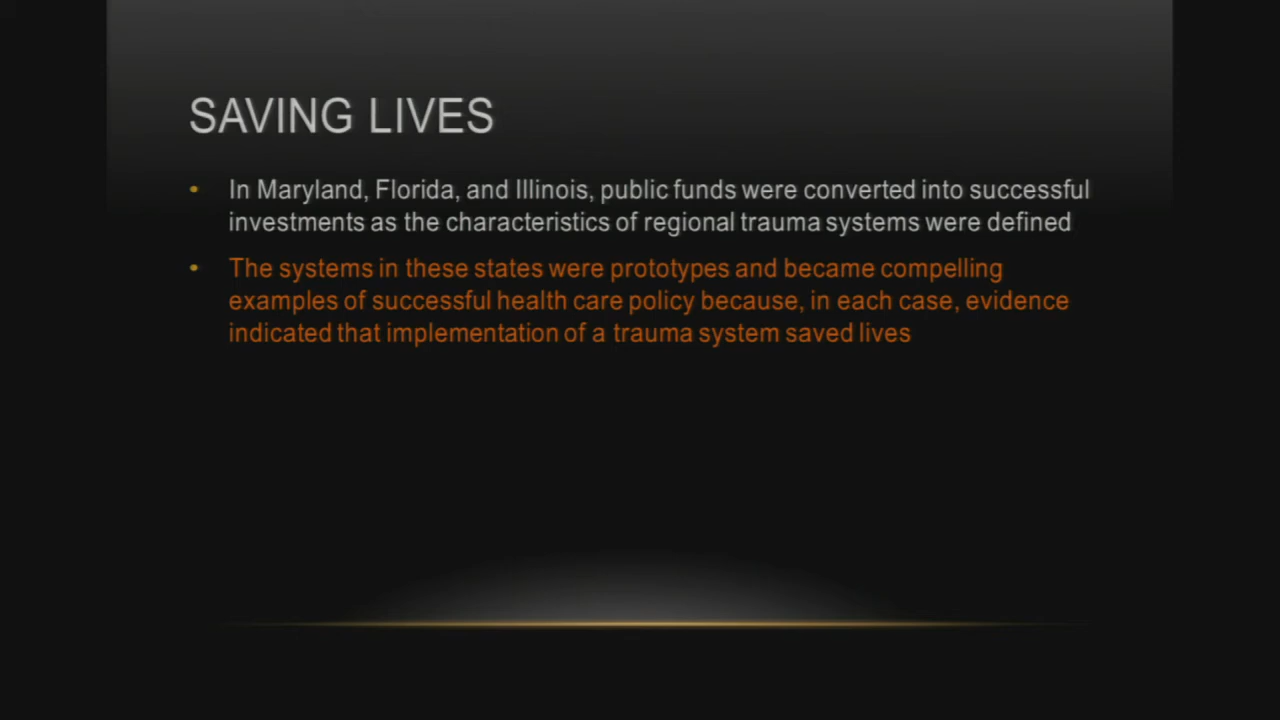 SAVING LIVES
• In Maryland, Florida, and Illinois, public funds were converted into successful
investments as the characteristics of regional trauma systems were defined
• The systems in these states were prototypes and became compelling
examples of successful health care policy because, in each case, evidence
indicated that implementation of a trauma system saved lives